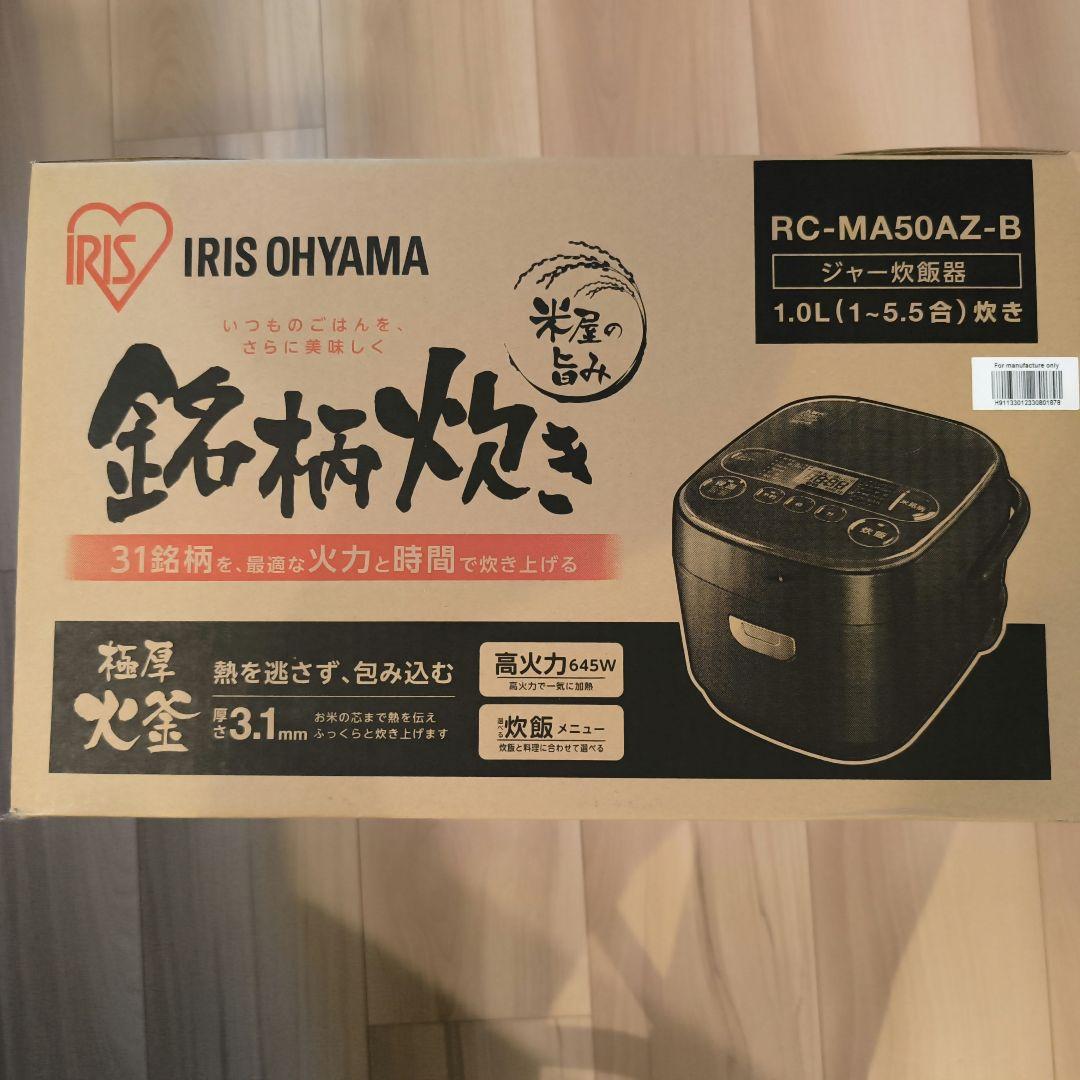 IRIS
IRIS OHYAMA
いつものごはんを、
さらに美味しく
銘柄炊き
米屋の
旨み
31銘柄を、最適な火力と時間で炊き上げる
RC-MA50AZ-B
ジャー炊飯器
1.0L(1~5.5合)炊き
For manufacture only
H91133012330801878
炊飯
極厚
火釜
熱を逃さず、包み込む
厚さ3.1mm
お米の芯まで熱を伝え
ふっくらと炊き上げます
高火力645W
高火力で一気に加熱
選べる炊飯メニュー
炊飯と料理に合わせて選べる